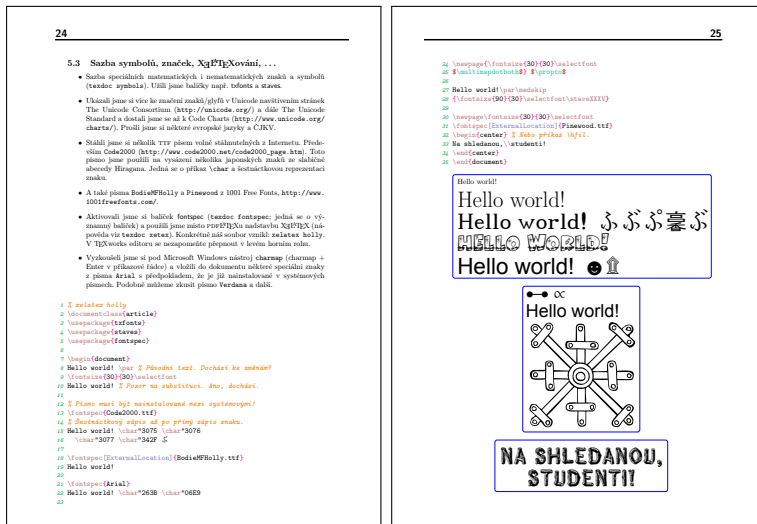 24
5.3 Sazba symbolů, značek, XƎLATEXování, ...
• Sazba speciálních matematických i nematematických znaků a symbolů
(texdoc symbols). Užili jsme balíčky např. txfonts a staves.
• Ukázali jsme si více ke značení znaků/glyfů v Unicode navštívením stránek
The Unicode Consortium (http://unicode.org/) a dále The Unicode
Standard a dostali jsme se až k Code Charts (http://www.unicode.org/
charts/). Prošli jsme si některé evropské jazyky a ČJKV.
• Stáhli jsme si několik TTF písem volně stáhnutelných z Internetu. Přede-
vším Code2000 (http://www.code2000.net/code2000_page.htm). Toto
písmo jsme použili na vysázení několika japonských znaků ze slabičné
abecedy Hiragana. Jedná se o příkaz \char a šestnáctkovou reprezentaci
znaku.
• A také písma BodieMFHolly a Pinewood z 1001 Free Fonts, http://www.
1001freefonts.com/.
• Aktivovali jsme si balíček fontspec (texdoc fontspec; jedná se o vý-
znamný balíček) a použili jsme místo PDFLATEXu nadstavbu XƎLATEX (ná-
pověda viz texdoc xetex). Konkrétně náš soubor vznikl: xelatex holly.
V TEXworks editoru se nezapomeňte přepnout v levém horním rohu.
• Vyzkoušeli jsme si pod Microsoft Windows nástroj charmap (charmap +
Enter v příkazové řádce) a vložili do dokumentu některé speciální znaky
z písma Arial s předpokladem, že je již nainstalované v systémových
písmech. Podobně můžeme zkusit písmo Verdana a další.
1 % xelatex holly
2 \documentclass{article}
3 \usepackage{txfonts}
4 \usepackage{staves}
5 \usepackage{fontspec}
6
7 \begin{document}
8 Hello world! \par % Původní text. Dochází ke změnám?
9 \fontsize{30}{30}\selectfont
10 Hello world! % Pozor na substituci. Ano, dochází.
11
12 % Písmo musí být nainstalované mezi systémovými!
13 \fontspec{Code2000.ttf}
14 % Šestnáctkový zápis až po přímý zápis znaku.
15 Hello world! \char"3075 \char"3076
16 \char"3077 \char"342F ぶ
17
18 \fontspec[ExternalLocation]{BodieMFHolly.ttf}
19 Hello world!
20
21 \fontspec{Arial}
22 Hello world! \char"263B \char"06E9
23
25
24 \newpage{\fontsize{30}{30}\selectfont
25 $\multimapdotboth$} $\propto$
26
27 Hello world!\par\medskip
28 {\fontsize{90}{30}\selectfont\staveXXXV}
29
30 \newpage\fontsize{30}{30}\selectfont
31 \fontspec[ExternalLocation]{Pinewood.ttf}
32 \begin{center} % Nebo příkaz \hfil.
33 Na shledanou,\\studenti!
34 \end{center}
35 \end{document}
Hello world!
Hello world!
Hello world! ふぶぷ㐯ぶ
HELLO WORLD!
Hello world! ☻۩
∝
Hello world!
NA SHLEDANOU,
STUDENTI!